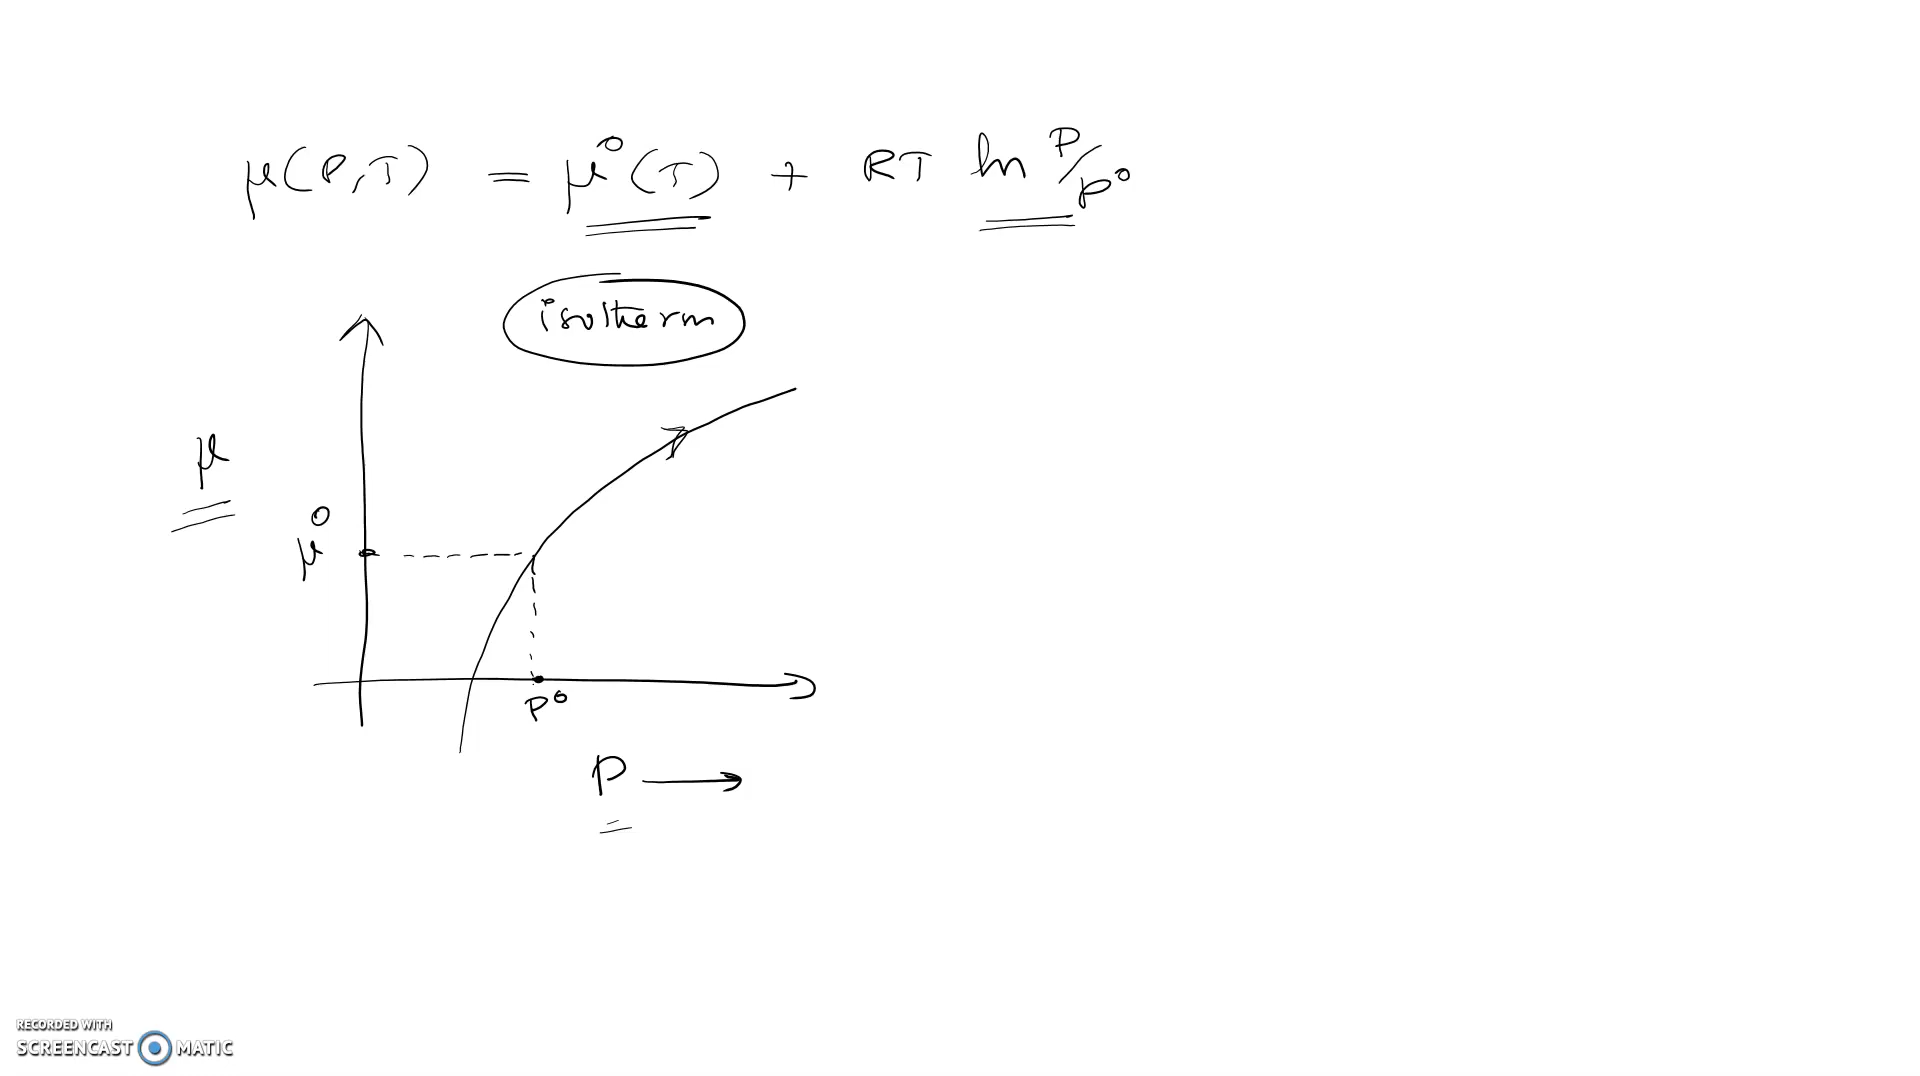 μ(P,T) = μ°(T) + RT ln P/P°
isotherm
μ
μ°
P°
P
RECORDED WITH
SCREENCAST MATIC